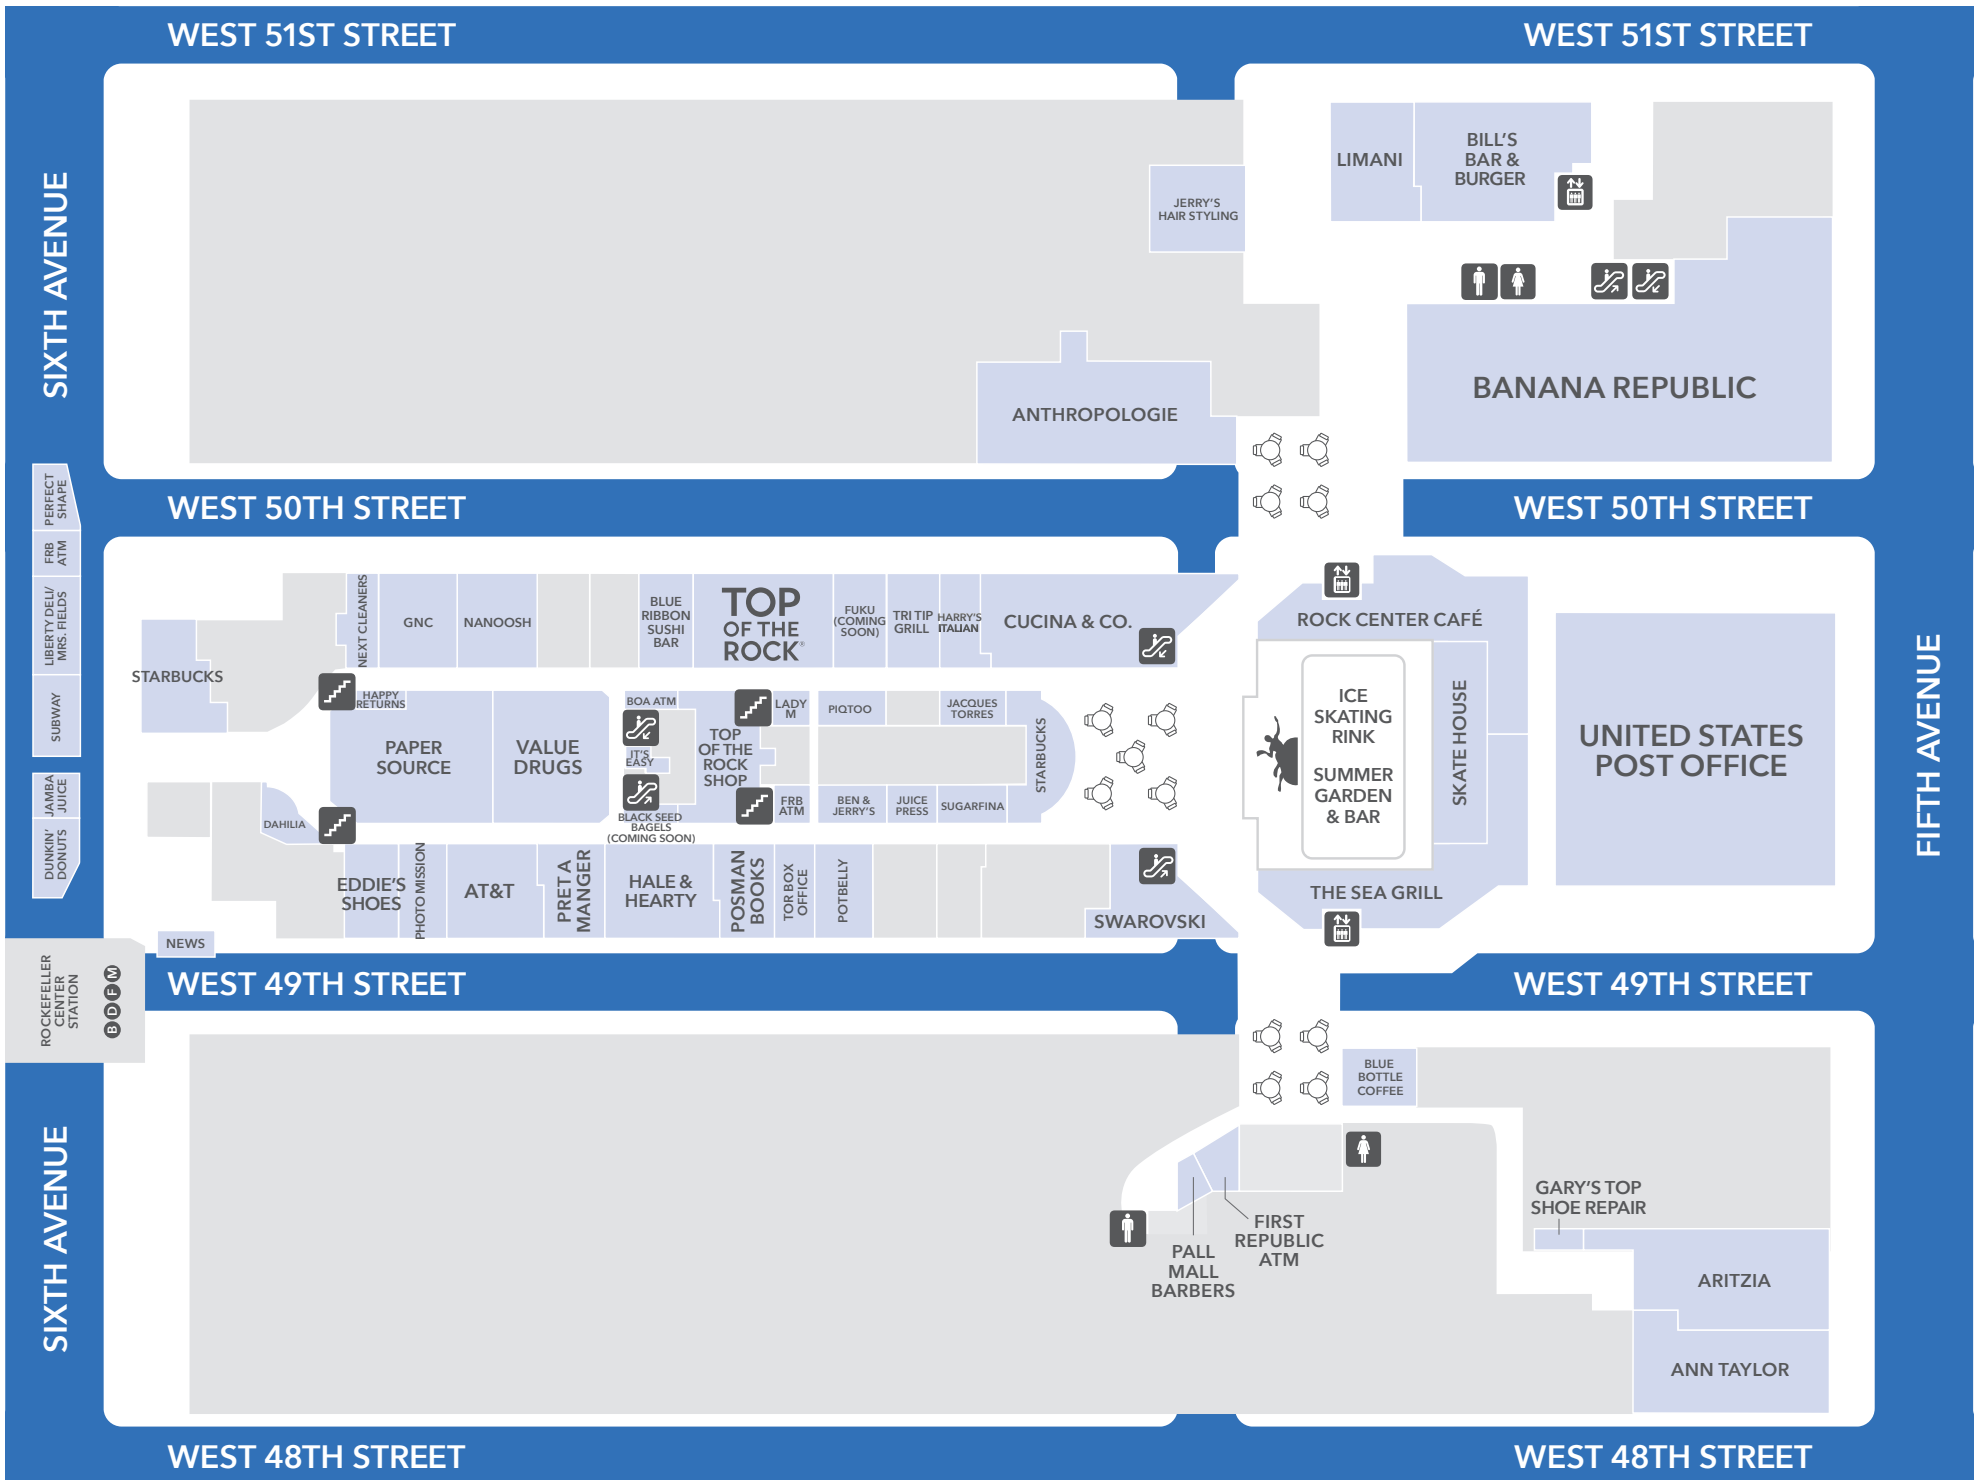 WEST 51ST STREET
WEST 51ST STREET
SIXTH AVENUE
LIMANI
BILL'S
BAR &
BURGER
JERRY'S
HAIR STYLING
BANANA REPUBLIC
ANTHROPOLOGIE
PERFECT
SHAPE
FRB
ATM
LIBERTY DELI/
MRS. FIELDS
SUBWAY
JAMBA
JUICE
DUNKIN'
DONUTS
WEST 50TH STREET
WEST 50TH STREET
STARBUCKS
NEXT CLEANERS
GNC
NANOOSH
BLUE
RIBBON
SUSHI
BAR
TOP
OF THE
ROCK®
FUKU
(COMING
SOON)
TRI TIP
GRILL
HARRY'S
ITALIAN
CUCINA & CO.
ROCK CENTER CAFÉ
HAPPY
RETURNS
PAPER
SOURCE
VALUE
DRUGS
BOA ATM
IT'S
EASY
BLACK SEED
BAGELS
(COMING SOON)
TOP
OF THE
ROCK
SHOP
LADY
M
FRB
ATM
PIQTOO
JACQUES
TORRES
STARBUCKS
BEN &
JERRY'S
JUICE
PRESS
SUGARFINA
ICE
SKATING
RINK
SUMMER
GARDEN
& BAR
SKATE HOUSE
UNITED STATES
POST OFFICE
FIFTH AVENUE
DAHILIA
EDDIE'S
SHOES
PHOTO MISSION
AT&T
PRET A
MANGER
HALE &
HEARTY
POSMAN
BOOKS
TOR BOX
OFFICE
POTBELLY
SWAROVSKI
THE SEA GRILL
NEWS
ROCKEFELLER
CENTER
STATION
B D F M
WEST 49TH STREET
WEST 49TH STREET
BLUE
BOTTLE
COFFEE
SIXTH AVENUE
PALL
MALL
BARBERS
FIRST
REPUBLIC
ATM
GARY'S TOP
SHOE REPAIR
ARITZIA
ANN TAYLOR
WEST 48TH STREET
WEST 48TH STREET